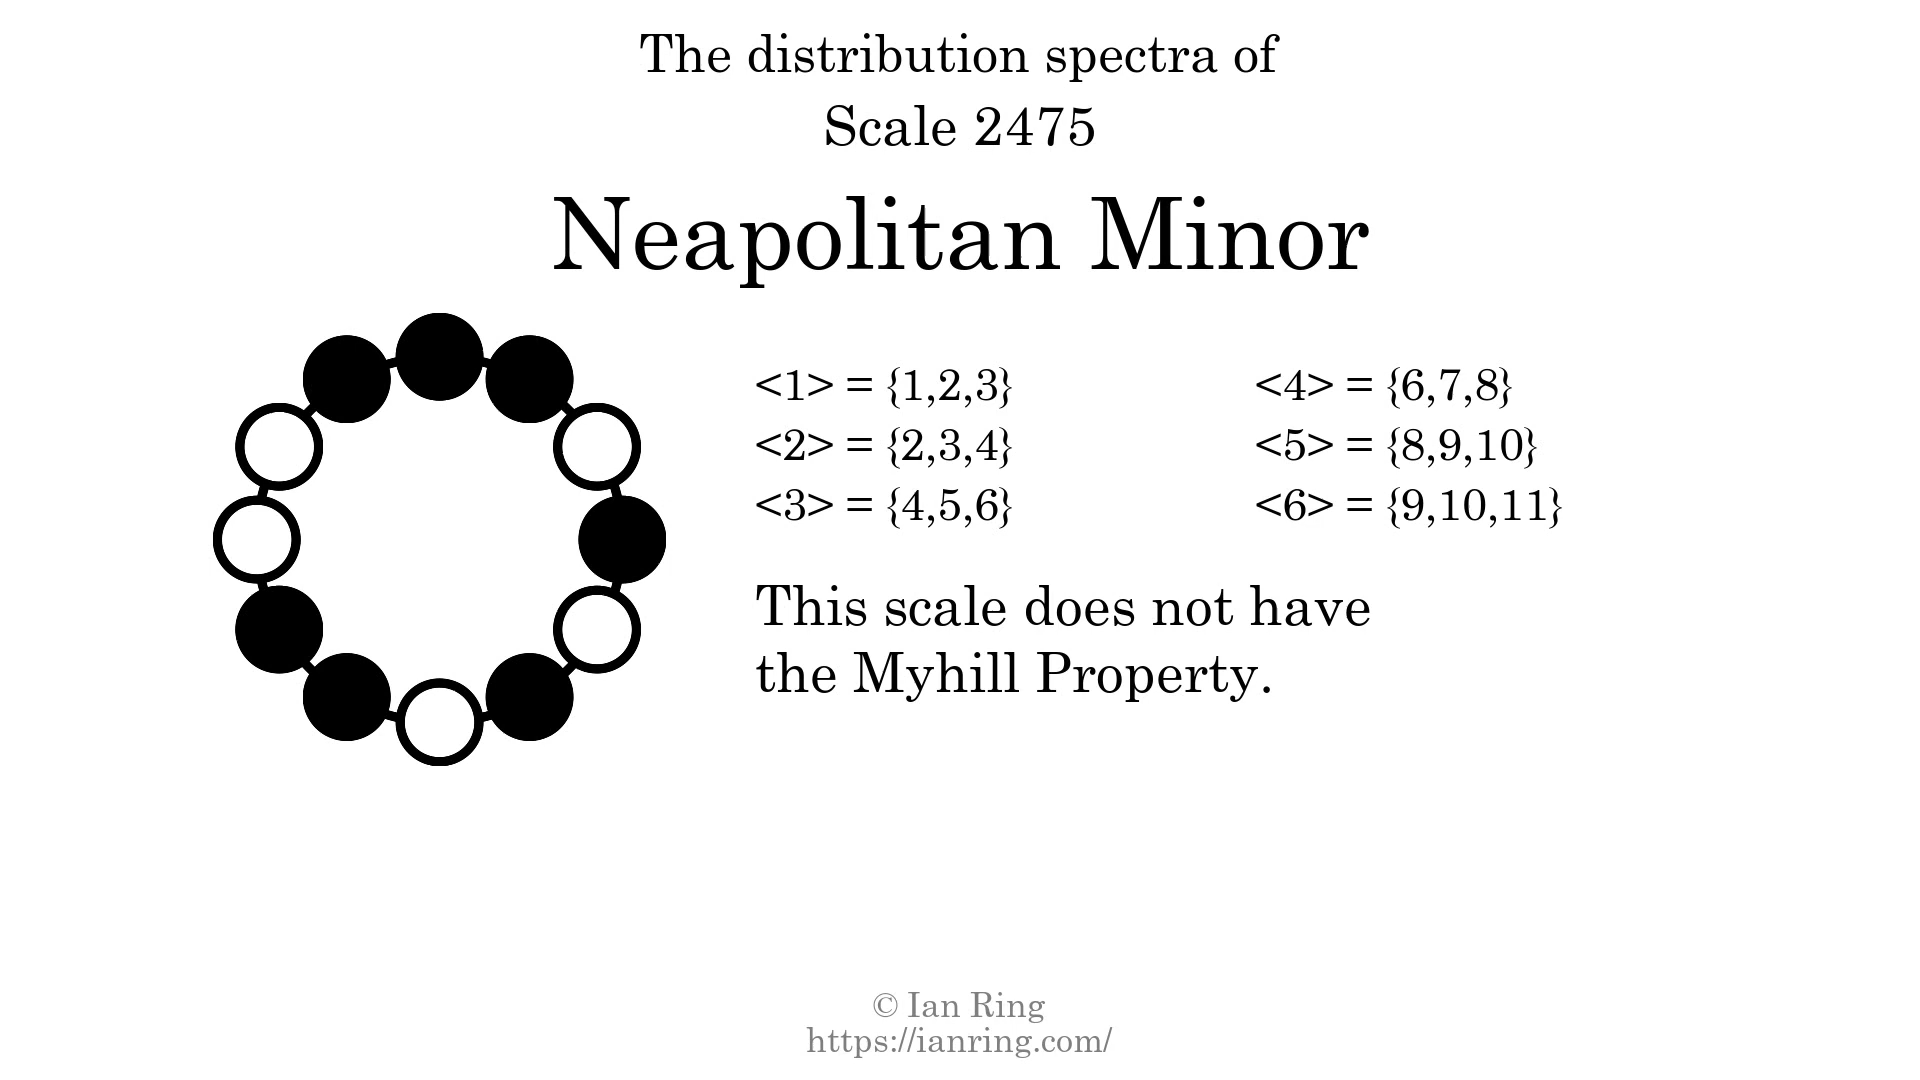 The distribution spectra of
Scale 2475
Neapolitan Minor
<1> = {1,2,3}
<2> = {2,3,4}
<3> = {4,5,6}
<4> = {6,7,8}
<5> = {8,9,10}
<6> = {9,10,11}
This scale does not have
the Myhill Property.
© Ian Ring
https://ianring.com/